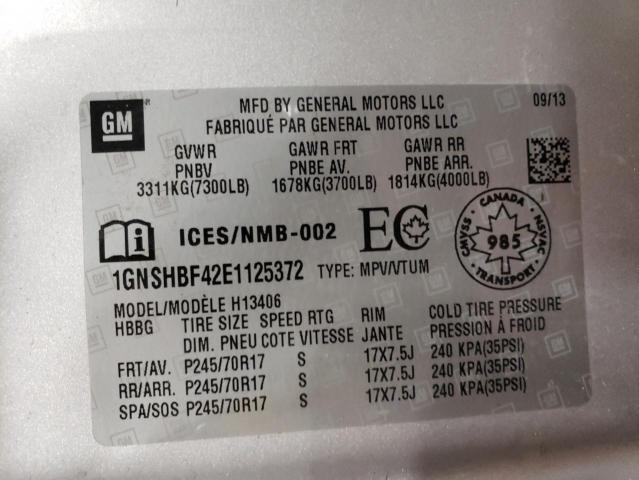 GM
MFD BY GENERAL MOTORS LLC 09/13
FABRIQUÉ PAR GENERAL MOTORS LLC
GVWR GAWR FRT GAWR RR
PNBV PNBE AV. PNBE ARR.
3311KG(7300LB) 1678KG(3700LB) 1814KG(4000LB)
i ICES/NMB-002 EC
CANADA
CMVSS 985 NSVAC
TRANSPORT
1GNSHBF42E1125372 TYPE: MPV/VTUM
MODEL/MODÈLE H13406
HBBG TIRE SIZE SPEED RTG RIM COLD TIRE PRESSURE
DIM. PNEU COTE VITESSE JANTE PRESSION À FROID
FRT/AV. P245/70R17 S 17X7.5J 240 KPA(35PSI)
RR/ARR. P245/70R17 S 17X7.5J 240 KPA(35PSI)
SPA/SOS P245/70R17 S 17X7.5J 240 KPA(35PSI)